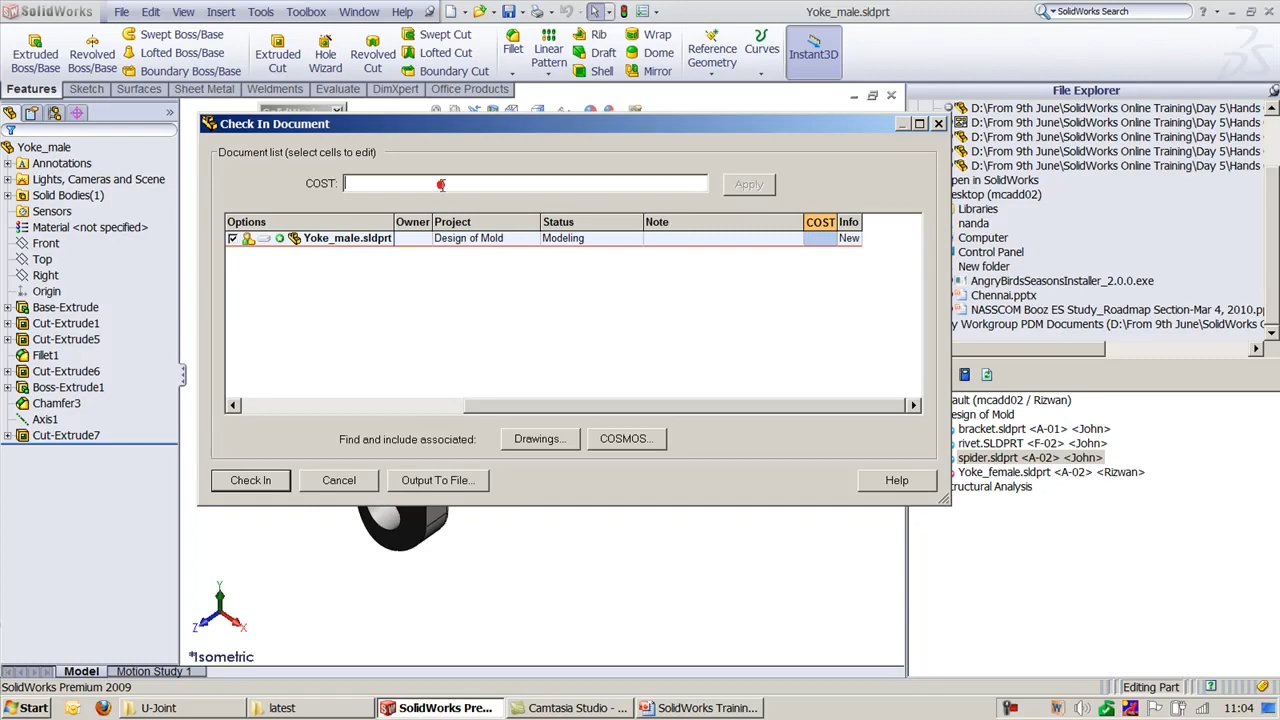 SolidWorks
File Edit View Insert Tools Toolbox Window Help
Yoke_male.sldprt
SolidWorks Search
Extruded Boss/Base
Revolved Boss/Base
Swept Boss/Base
Lofted Boss/Base
Boundary Boss/Base
Extruded Cut
Hole Wizard
Revolved Cut
Swept Cut
Lofted Cut
Boundary Cut
Fillet
Linear Pattern
Rib
Draft
Shell
Wrap
Dome
Mirror
Reference Geometry
Curves
Instant3D
Features Sketch Surfaces Sheet Metal Weldments Evaluate DimXpert Office Products
Yoke_male
Annotations
Lights, Cameras and Scene
Solid Bodies(1)
Sensors
Material <not specified>
Front
Top
Right
Origin
Base-Extrude
Cut-Extrude1
Cut-Extrude5
Fillet1
Cut-Extrude6
Boss-Extrude1
Chamfer3
Axis1
Cut-Extrude7
Check In Document
Document list (select cells to edit)
COST:
Apply
Options Owner Project Status Note COST Info
Yoke_male.sldprt Design of Mold Modeling New
Find and include associated: Drawings... COSMOS...
Check In Cancel Output To File... Help
Y
Z
X
*Isometric
File Explorer
D:\From 9th June\SolidWorks Online Training\Day 5\Hands
D:\From 9th June\SolidWorks Online Training\Day 5\Hands
D:\From 9th June\SolidWorks Online Training\Day 5\Hands
D:\From 9th June\SolidWorks Online Training\Day 5\Hands
D:\From 9th June\SolidWorks Online Training\Day 5\Hands
pen in SolidWorks
sktop (mcadd02)
Libraries
nanda
Computer
Control Panel
New folder
AngryBirdsSeasonsInstaller_2.0.0.exe
Chennai.pptx
NASSCOM Booz ES Study_Roadmap Section-Mar 4, 2010.pp
y Workgroup PDM Documents (D:\From 9th June\SolidWorks O
ault (mcadd02 / Rizwan)
esign of Mold
bracket.sldprt <A-01> <John>
rivet.SLDPRT <F-02> <John>
spider.sldprt <A-02> <John>
Yoke_female.sldprt <A-02> <Rizwan>
tructural Analysis
Model Motion Study 1
SolidWorks Premium 2009
Editing Part
Start
U-Joint
latest
SolidWorks Pre...
Camtasia Studio - ...
SolidWorks Trainin...
11:04